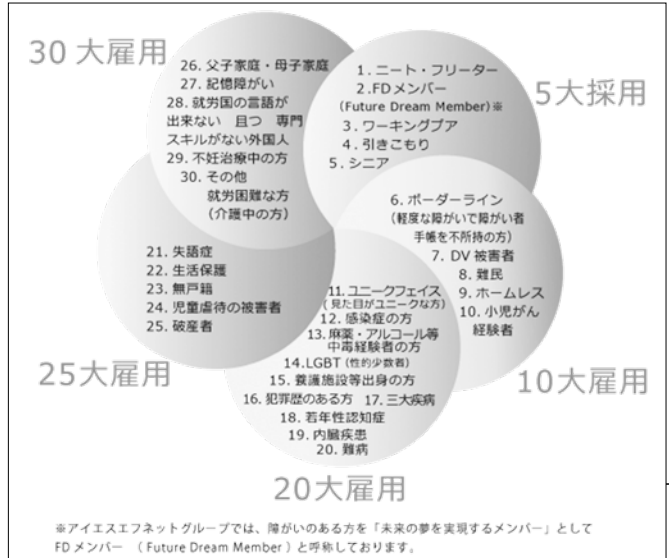 30 大雇用
26. 父子家庭・母子家庭
27. 記憶障がい
28. 就労国の言語が
出来ない 且つ 専門
スキルがない外国人
29. 不妊治療中の方
30. その他
就労困難な方
(介護中の方)
5大採用
1. ニート・フリーター
2.FDメンバー
(Future Dream Member)※
3. ワーキングプア
4. 引きこもり
5. シニア
6. ボーダーライン
(軽度な障がいで障がい者
手帳を不所持の方)
7. DV 被害者
8. 難民
9. ホームレス
10. 小児がん
経験者
10大雇用
11. ユニークフェイス
(見た目がユニークな方)
12. 感染症の方
13. 麻薬・アルコール等
中毒経験者の方
14.LGBT (性的少数者)
15. 養護施設等出身の方
16. 犯罪歴のある方 17. 三大疾病
18. 若年性認知症
19. 内臓疾患
20. 難病
20大雇用
21. 失語症
22. 生活保護
23. 無戸籍
24. 児童虐待の被害者
25. 破産者
25大雇用
※アイエスエフネットグループでは、障がいのある方を「未来の夢を実現するメンバー」として
FDメンバー ( Future Dream Member ) と呼称しております。